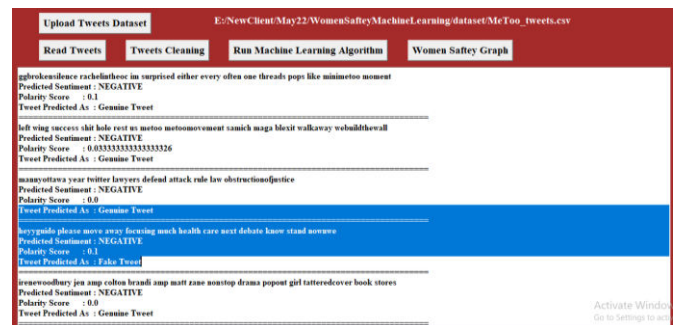 Upload Tweets Dataset
E:/NewClient/May22/WomenSafteyMachineLearning/dataset/MeToo_tweets.csv
Read Tweets
Tweets Cleaning
Run Machine Learning Algorithm
Women Saftey Graph
ggbrokensilence rachelintheoc im surprised either every often one threads pops like minimetoo moment
Predicted Sentiment : NEGATIVE
Polarity Score : 0.1
Tweet Predicted As : Genuine Tweet
left wing success shit hole rest us metoo metoomovement samich maga blexit walkaway webuildthewall
Predicted Sentiment : NEGATIVE
Polarity Score : 0.033333333333333326
Tweet Predicted As : Genuine Tweet
mannyottawa year twitter lawyers defend attack rule law obstructionofjustice
Predicted Sentiment : NEGATIVE
Polarity Score : 0.0
Tweet Predicted As : Genuine Tweet
heyyguido please move away focusing much health care next debate knew stand nowuwe
Predicted Sentiment : NEGATIVE
Polarity Score : 0.1
Tweet Predicted As : Fake Tweet
irenewoodbury jen amp colton brandi amp matt zane nonstop drama popout girl tatteredcover book stores
Predicted Sentiment : NEGATIVE
Polarity Score : 0.0
Tweet Predicted As : Genuine Tweet
Activate Window
Go to Settings to acti